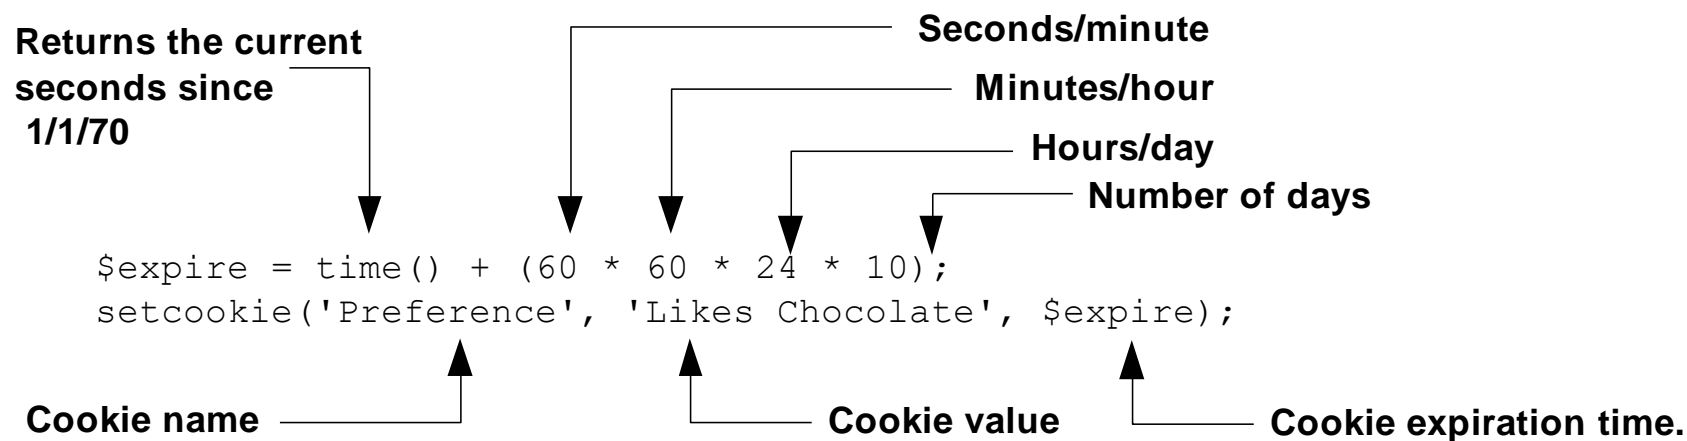 Returns the current
seconds since
1/1/70
Seconds/minute
Minutes/hour
Hours/day
Number of days
$expire = time() + (60 * 60 * 24 * 10);
setcookie('Preference', 'Likes Chocolate', $expire);
Cookie name
Cookie value
Cookie expiration time.